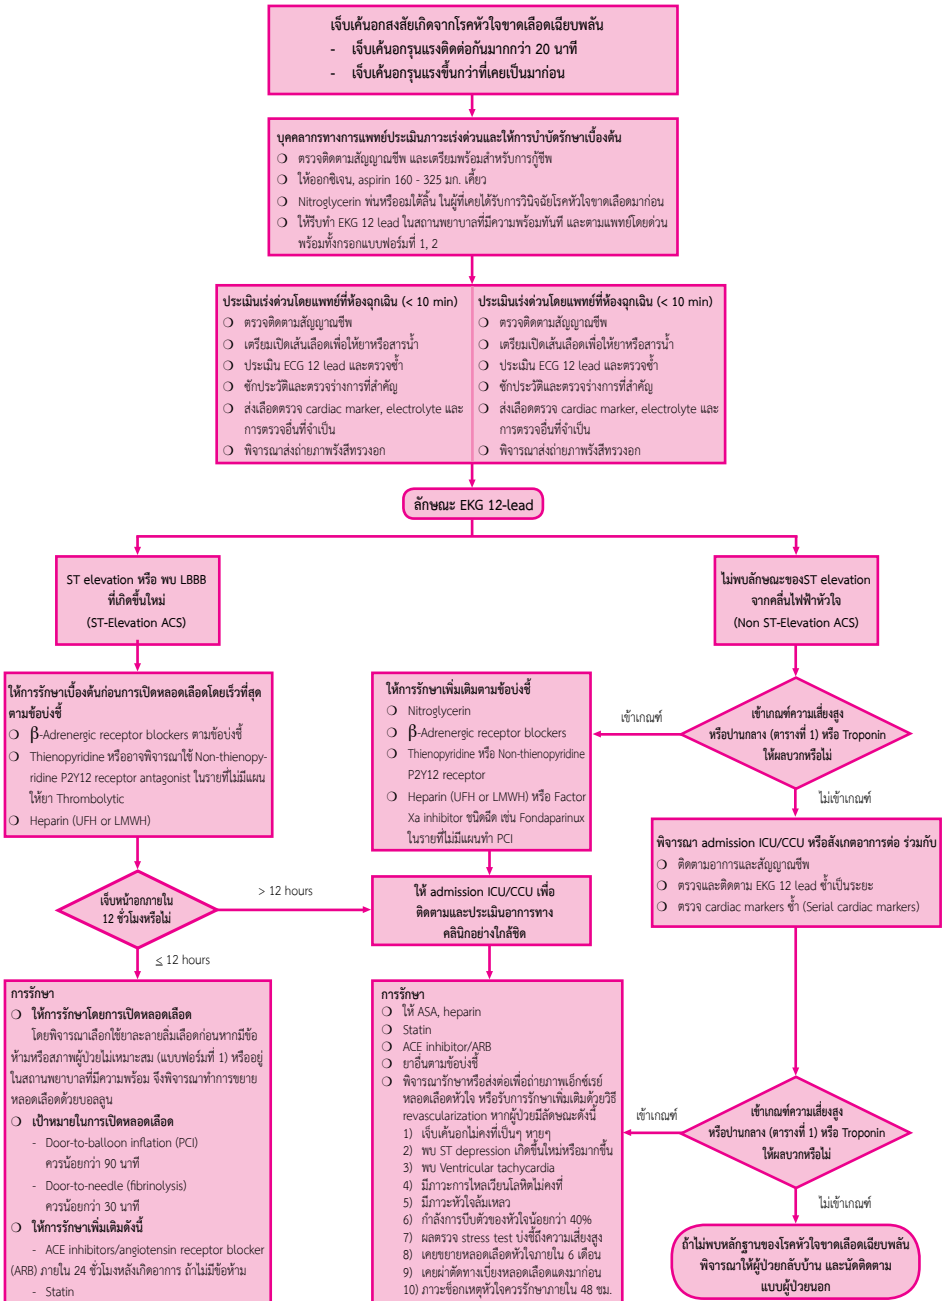 เจ็บเค้นอกสงสัยเกิดจากโรคหัวใจขาดเลือดเฉียบพลัน
- เจ็บเค้นอกรุนแรงติดต่อกันมากกว่า 20 นาที
- เจ็บเค้นอกรุนแรงขึ้นกว่าที่เคยเป็นมาก่อน
บุคคลากรทางการแพทย์ประเมินภาวะเร่งด่วนและให้การบำบัดรักษาเบื้องต้น
❍ ตรวจติดตามสัญญาณชีพ และเตรียมพร้อมสำหรับการกู้ชีพ
❍ ให้ออกซิเจน, aspirin 160 - 325 มก. เคี้ยว
❍ Nitroglycerin พ่นหรืออมใต้ลิ้น ในผู้ที่เคยได้รับการวินิจฉัยโรคหัวใจขาดเลือดมาก่อน
❍ ให้รีบทำ EKG 12 lead ในสถานพยาบาลที่มีความพร้อมทันที และตามแพทย์โดยด่วน
พร้อมทั้งกรอกแบบฟอร์มที่ 1, 2
ประเมินเร่งด่วนโดยแพทย์ที่ห้องฉุกเฉิน (< 10 min)
❍ ตรวจติดตามสัญญาณชีพ
❍ เตรียมเปิดเส้นเลือดเพื่อให้ยาหรือสารน้ำ
❍ ประเมิน ECG 12 lead และตรวจซ้ำ
❍ ซักประวัติและตรวจร่างการที่สำคัญ
❍ ส่งเลือดตรวจ cardiac marker, electrolyte และ
การตรวจอื่นที่จำเป็น
❍ พิจารณาส่งถ่ายภาพรังสีทรวงอก
ประเมินเร่งด่วนโดยแพทย์ที่ห้องฉุกเฉิน (< 10 min)
❍ ตรวจติดตามสัญญาณชีพ
❍ เตรียมเปิดเส้นเลือดเพื่อให้ยาหรือสารน้ำ
❍ ประเมิน ECG 12 lead และตรวจซ้ำ
❍ ซักประวัติและตรวจร่างการที่สำคัญ
❍ ส่งเลือดตรวจ cardiac marker, electrolyte และ
การตรวจอื่นที่จำเป็น
❍ พิจารณาส่งถ่ายภาพรังสีทรวงอก
ลักษณะ EKG 12-lead
ST elevation หรือ พบ LBBB
ที่เกิดขึ้นใหม่
(ST-Elevation ACS)
ไม่พบลักษณะของST elevation
จากคลื่นไฟฟ้าหัวใจ
(Non ST-Elevation ACS)
ให้การรักษาเบื้องต้นก่อนการเปิดหลอดเลือดโดยเร็วที่สุด
ตามข้อบ่งชี้
❍ β-Adrenergic receptor blockers ตามข้อบ่งชี้
❍ Thienopyridine หรืออาจพิจารณาใช้ Non-thienopy-
ridine P2Y12 receptor antagonist ในรายที่ไม่มีแผน
ให้ยา Thrombolytic
❍ Heparin (UFH or LMWH)
ให้การรักษาเพิ่มเติมตามข้อบ่งชี้
❍ Nitroglycerin
❍ β-Adrenergic receptor blockers
❍ Thienopyridine หรือ Non-thienopyridine
P2Y12 receptor
❍ Heparin (UFH or LMWH) หรือ Factor
Xa inhibitor ชนิดฉีด เช่น Fondaparinux
ในรายที่ไม่มีแผนทำ PCI
เข้าเกณฑ์
เข้าเกณฑ์ความเสี่ยงสูง
หรือปานกลาง (ตารางที่ 1) หรือ Troponin
ให้ผลบวกหรือไม่
ไม่เข้าเกณฑ์
พิจารณา admission ICU/CCU หรือสังเกตอาการต่อ ร่วมกับ
❍ ติดตามอาการและสัญญาณชีพ
❍ ตรวจและติดตาม EKG 12 lead ซ้ำเป็นระยะ
❍ ตรวจ cardiac markers ซ้ำ (Serial cardiac markers)
เจ็บหน้าอกภายใน
12 ชั่วโมงหรือไม่
> 12 hours
≤ 12 hours
ให้ admission ICU/CCU เพื่อ
ติดตามและประเมินอาการทาง
คลินิกอย่างใกล้ชิด
การรักษา
❍ ให้การรักษาโดยการเปิดหลอดเลือด
โดยพิจารณาเลือกใช้ยาละลายลิ่มเลือดก่อนหากมีข้อ
ห้ามหรือสภาพผู้ป่วยไม่เหมาะสม (แบบฟอร์มที่ 1) หรืออยู่
ในสถานพยาบาลที่มีความพร้อม จึงพิจารณาทำการขยาย
หลอดเลือดด้วยบอลลูน
❍ เป้าหมายในการเปิดหลอดเลือด
- Door-to-balloon inflation (PCI)
ควรน้อยกว่า 90 นาที
- Door-to-needle (fibrinolysis)
ควรน้อยกว่า 30 นาที
❍ ให้การรักษาเพิ่มเติมดังนี้
- ACE inhibitors/angiotensin receptor blocker
(ARB) ภายใน 24 ชั่วโมงหลังเกิดอาการ ถ้าไม่มีข้อห้าม
- Statin
การรักษา
❍ ให้ ASA, heparin
❍ Statin
❍ ACE inhibitor/ARB
❍ ยาอื่นตามข้อบ่งชี้
❍ พิจารณารักษาหรือส่งต่อเพื่อถ่ายภาพเอ็กซ์เรย์
หลอดเลือดหัวใจ หรือรับการรักษาเพิ่มเติมด้วยวิธี
revascularization หากผู้ป่วยมีลักษณะดังนี้
1) เจ็บเค้นอกไม่คงที่เป็นๆ หายๆ
2) พบ ST depression เกิดขึ้นใหม่หรือมากขึ้น
3) พบ Ventricular tachycardia
4) มีภาวะการไหลเวียนโลหิตไม่คงที่
5) มีภาวะหัวใจล้มเหลว
6) กำลังการบีบตัวของหัวใจน้อยกว่า 40%
7) ผลตรวจ stress test บ่งชี้ถึงความเสี่ยงสูง
8) เคยขยายหลอดเลือดหัวใจภายใน 6 เดือน
9) เคยผ่าตัดทางเบี่ยงหลอดเลือดแดงมาก่อน
10) ภาวะช็อกเหตุหัวใจควรรักษาภายใน 48 ชม.
เข้าเกณฑ์
เข้าเกณฑ์ความเสี่ยงสูง
หรือปานกลาง (ตารางที่ 1) หรือ Troponin
ให้ผลบวกหรือไม่
ไม่เข้าเกณฑ์
ถ้าไม่พบหลักฐานของโรคหัวใจขาดเลือดเฉียบพลัน
พิจารณาให้ผู้ป่วยกลับบ้าน และนัดติดตาม
แบบผู้ป่วยนอก